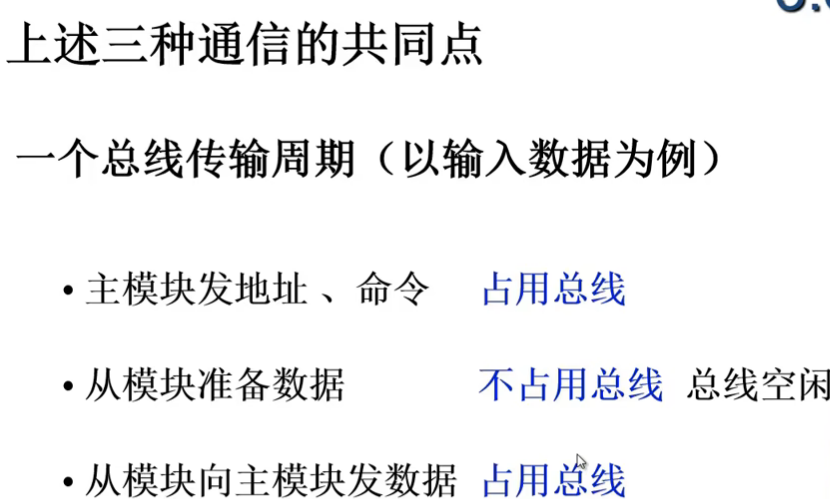 上述三种通信的共同点
一个总线传输周期（以输入数据为例）
•主模块发地址 、命令 占用总线
•从模块准备数据 不占用总线 总线空闲
•从模块向主模块发数据 占用总线